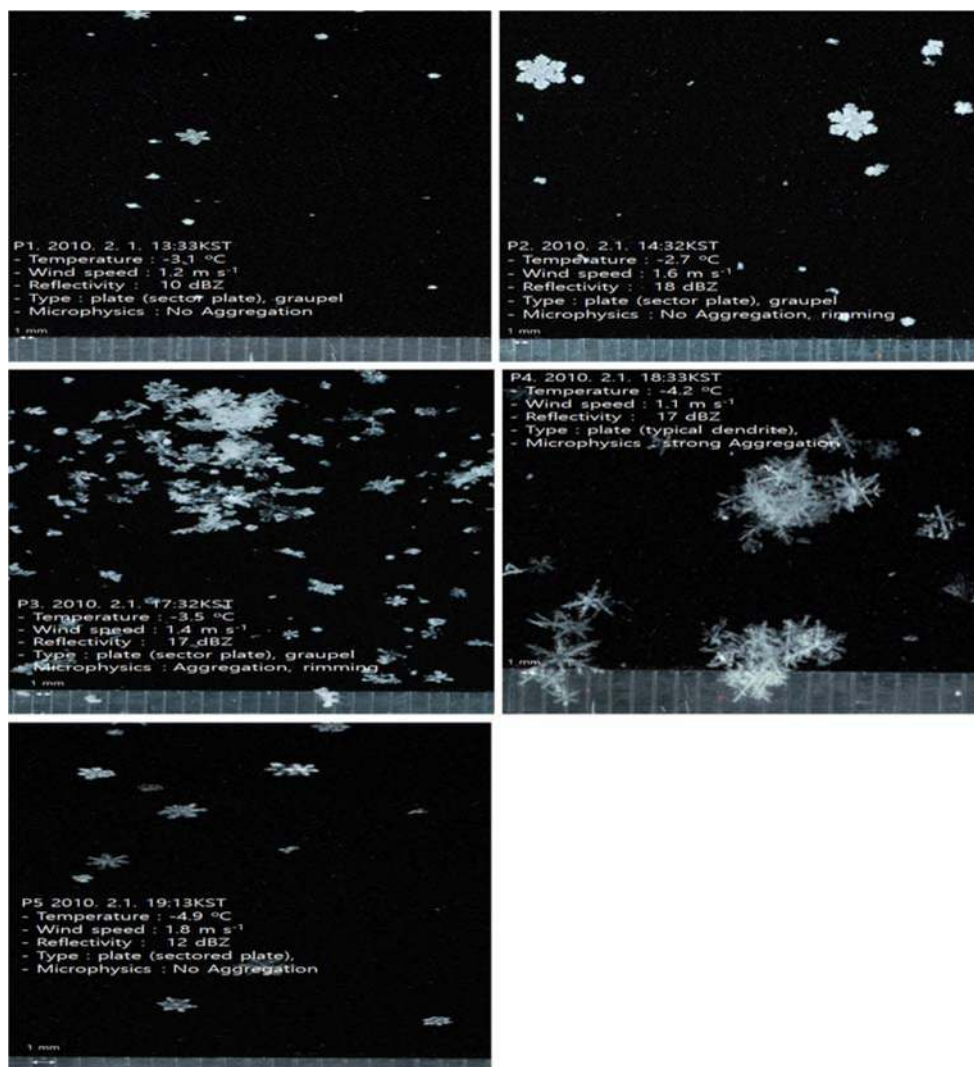 P1. 2010. 2. 1. 13:33KST
- Temperature : -3.1 ºC
- Wind speed : 1.2 m s⁻¹
- Reflectivity : 10 dBZ
- Type : plate (sector plate), graupel
- Microphysics : No Aggregation
1 mm
P2. 2010. 2.1. 14:32KST
- Temperature : -2.7 ºC
- Wind speed : 1.6 m s⁻¹
- Reflectivity : 18 dBZ
- Type : plate (sector plate), graupel
- Microphysics : No Aggregation, rimming
1 mm
P3. 2010. 2.1. 17:32KST
- Temperature : -3.5 ºC
- Wind speed : 1.4 m s⁻¹
- Reflectivity : 17 dBZ
- Type : plate (sector plate), graupel
- Microphysics : Aggregation, rimming
1 mm
P4. 2010. 2.1. 18:33KST
- Temperature : -4.2 ºC
- Wind speed : 1.1 m s⁻¹
- Reflectivity : 17 dBZ
- Type : plate (typical dendrite),
- Microphysics : strong Aggregation
1 mm
P5 2010. 2.1. 19:13KST
- Temperature : -4.9 ºC
- Wind speed : 1.8 m s⁻¹
- Reflectivity : 12 dBZ
- Type : plate (sectored plate),
- Microphysics : No Aggregation
1 mm